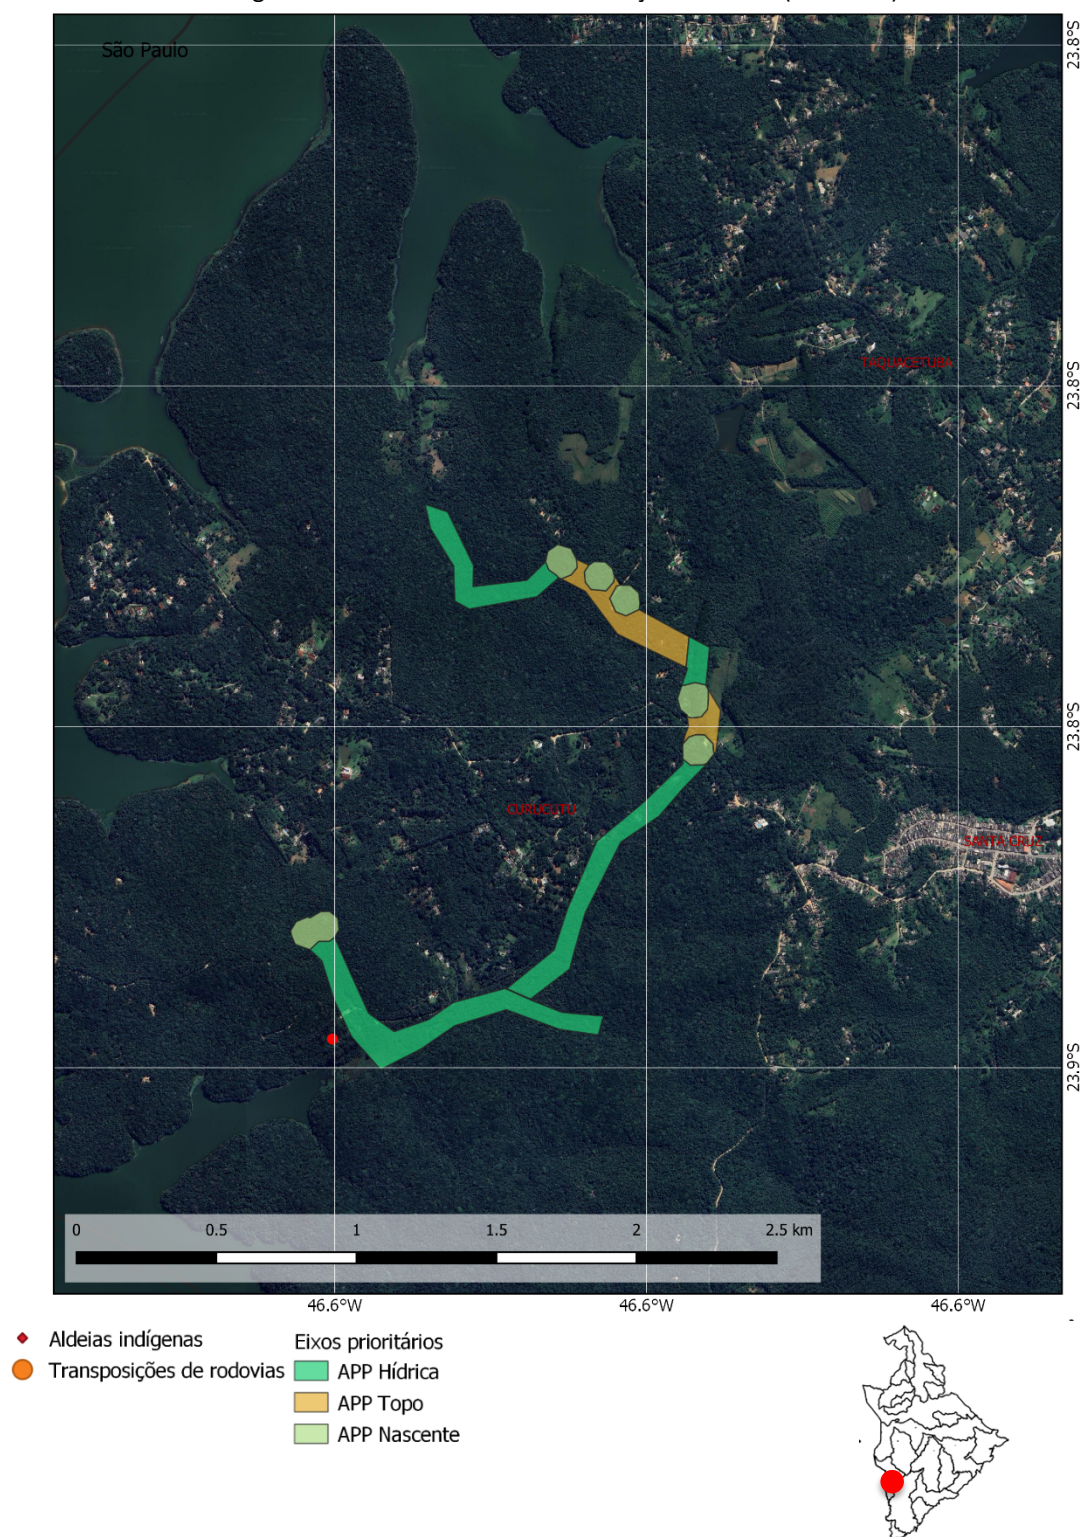 São Paulo
23.8°S
TAQUACETUBA
23.8°S
23.8°S
CURUCUTU
SANTA CRUZ
23.9°S
0 0.5 1 1.5 2 2.5 km
46.6°W 46.6°W 46.6°W
Aldeias indígenas
Transposições de rodovias
Eixos prioritários
APP Hídrica
APP Topo
APP Nascente